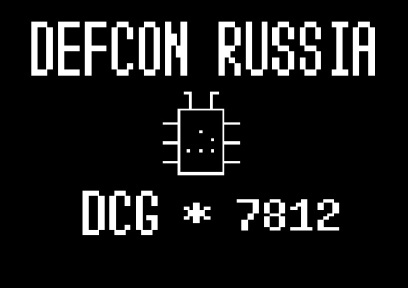 DEFCON RUSSIA
DCG * 7812